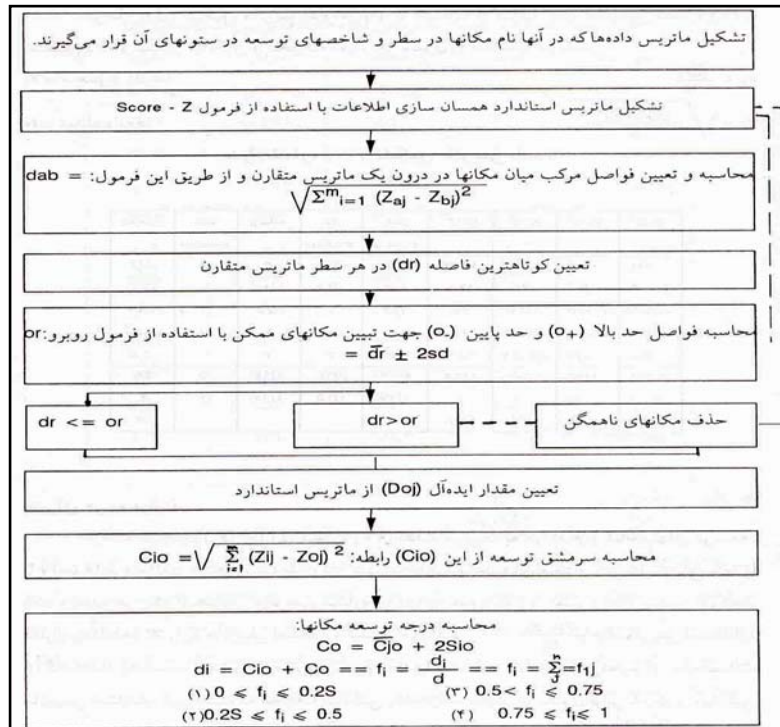 تشکیل ماتریس داده‌ها که در آنها نام مکانها در سطر و شاخصهای توسعه در ستونهای آن قرار می‌گیرند.
تشکیل ماتریس استاندارد همسان سازی اطلاعات با استفاده از فرمول Score - Z
محاسبه و تعیین فواصل مرکب میان مکانها در درون یک ماتریس متقارن و از طریق این فرمول: dab =
√Σᵐi=1 (Zaj - Zbj)²
تعیین کوتاهترین فاصله (dr) در هر سطر ماتریس متقارن
محاسبه فواصل حد بالا (o+) و حد پایین (o-) جهت تبیین مکانهای ممکن با استفاده از فرمول روبرو: or
= d̅r̅ ± 2sd
dr <= or
dr>or
حذف مکانهای ناهمگن
تعیین مقدار ایده‌آل (Doj) از ماتریس استاندارد
محاسبه سرمشق توسعه از این (Cio) رابطه: Cio = √Σⁿi=1 (Zij - Zoj)²
محاسبه درجه توسعه مکانها:
Co = C̅jo + 2Sio
di = Cio + Co == fi = di/d == fi = Σⁿj=f1j
(۱) 0 ⩽ fi ⩽ 0.2S (۳) 0.5< fi ⩽ 0.75
(۲)0.2S ⩽ fi ⩽ 0.5 (۴) 0.75 ⩽ fi⩽ 1